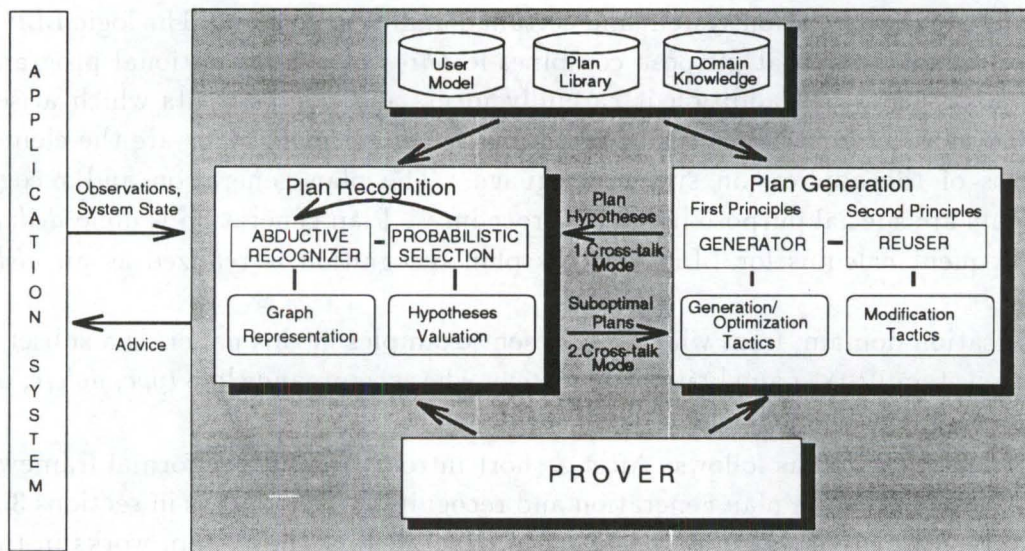 APPLICATION SYSTEM
User
Model
Plan
Library
Domain
Knowledge
Observations,
System State
Advice
Plan Recognition
ABDUCTIVE
RECOGNIZER
PROBABILISTIC
SELECTION
Graph
Representation
Hypotheses
Valuation
Plan
Hypotheses
1.Cross-talk
Mode
Suboptimal
Plans
2.Cross-talk
Mode
Plan Generation
First Principles
Second Principles
GENERATOR
REUSER
Generation/
Optimization
Tactics
Modification
Tactics
PROVER